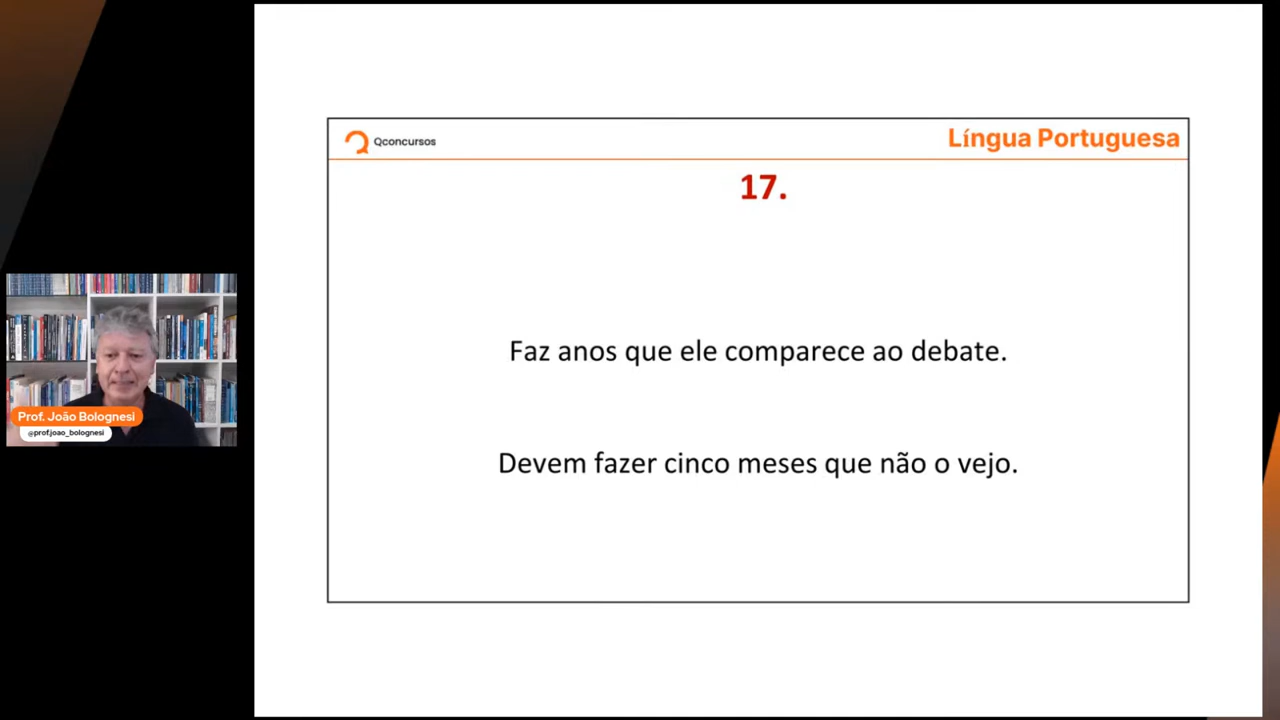 Qconcursos
Língua Portuguesa
17.
Faz anos que ele comparece ao debate.
Devem fazer cinco meses que não o vejo.
Prof. João Bolognesi
@prof.joao_bolognesi